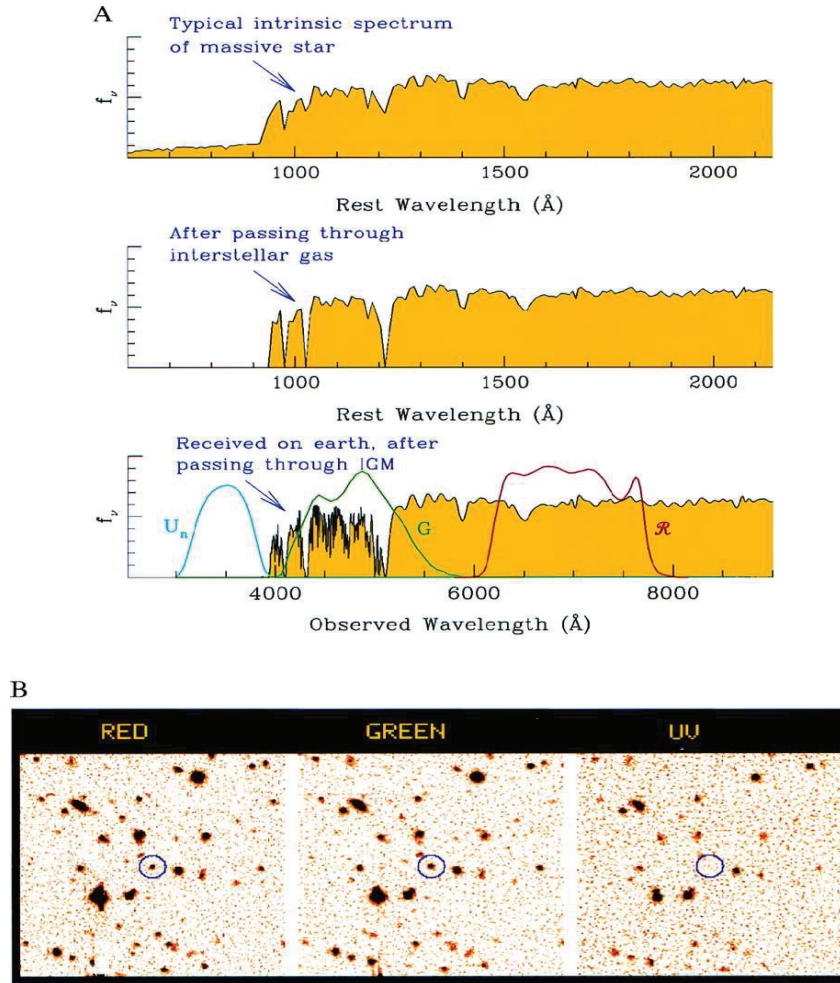 A
Typical intrinsic spectrum
of massive star
f_ν
1000 1500 2000
Rest Wavelength (Å)
After passing through
interstellar gas
f_ν
1000 1500 2000
Rest Wavelength (Å)
Received on earth, after
passing through IGM
f_ν
U_n G ℛ
4000 6000 8000
Observed Wavelength (Å)
B
RED GREEN UV